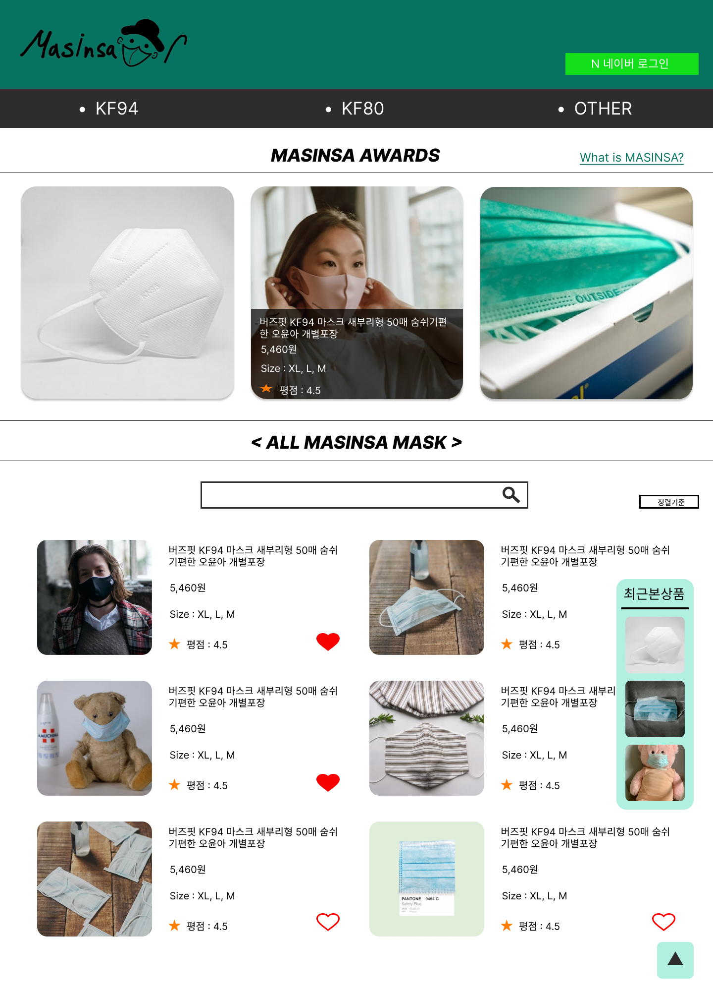 Masinsa
N 네이버 로그인
• KF94
• KF80
• OTHER
MASINSA AWARDS
What is MASINSA?
KN95
버즈핏 KF94 마스크 새부리형 50매 숨쉬기편
한 오윤아 개별포장
5,460원
Size : XL, L, M
★ 평점 : 4.5
OUTSIDE
< ALL MASINSA MASK >
정렬기준
버즈핏 KF94 마스크 새부리형 50매 숨쉬
기편한 오윤아 개별포장
5,460원
Size : XL, L, M
★ 평점 : 4.5
버즈핏 KF94 마스크 새부리형 50매 숨쉬
기편한 오윤아 개별포장
5,460원
Size : XL, L, M
★ 평점 : 4.5
최근본상품
AMUCHINA
버즈핏 KF94 마스크 새부리형 50매 숨쉬
기편한 오윤아 개별포장
5,460원
Size : XL, L, M
★ 평점 : 4.5
버즈핏 KF94 마스크 새부리
기편한 오윤아 개별포장
5,460원
Size : XL, L, M
★ 평점 : 4.5
버즈핏 KF94 마스크 새부리형 50매 숨쉬
기편한 오윤아 개별포장
5,460원
Size : XL, L, M
★ 평점 : 4.5
PANTONE 9464 C
Safety Blue
버즈핏 KF94 마스크 새부리형 50매 숨쉬
기편한 오윤아 개별포장
5,460원
Size : XL, L, M
★ 평점 : 4.5